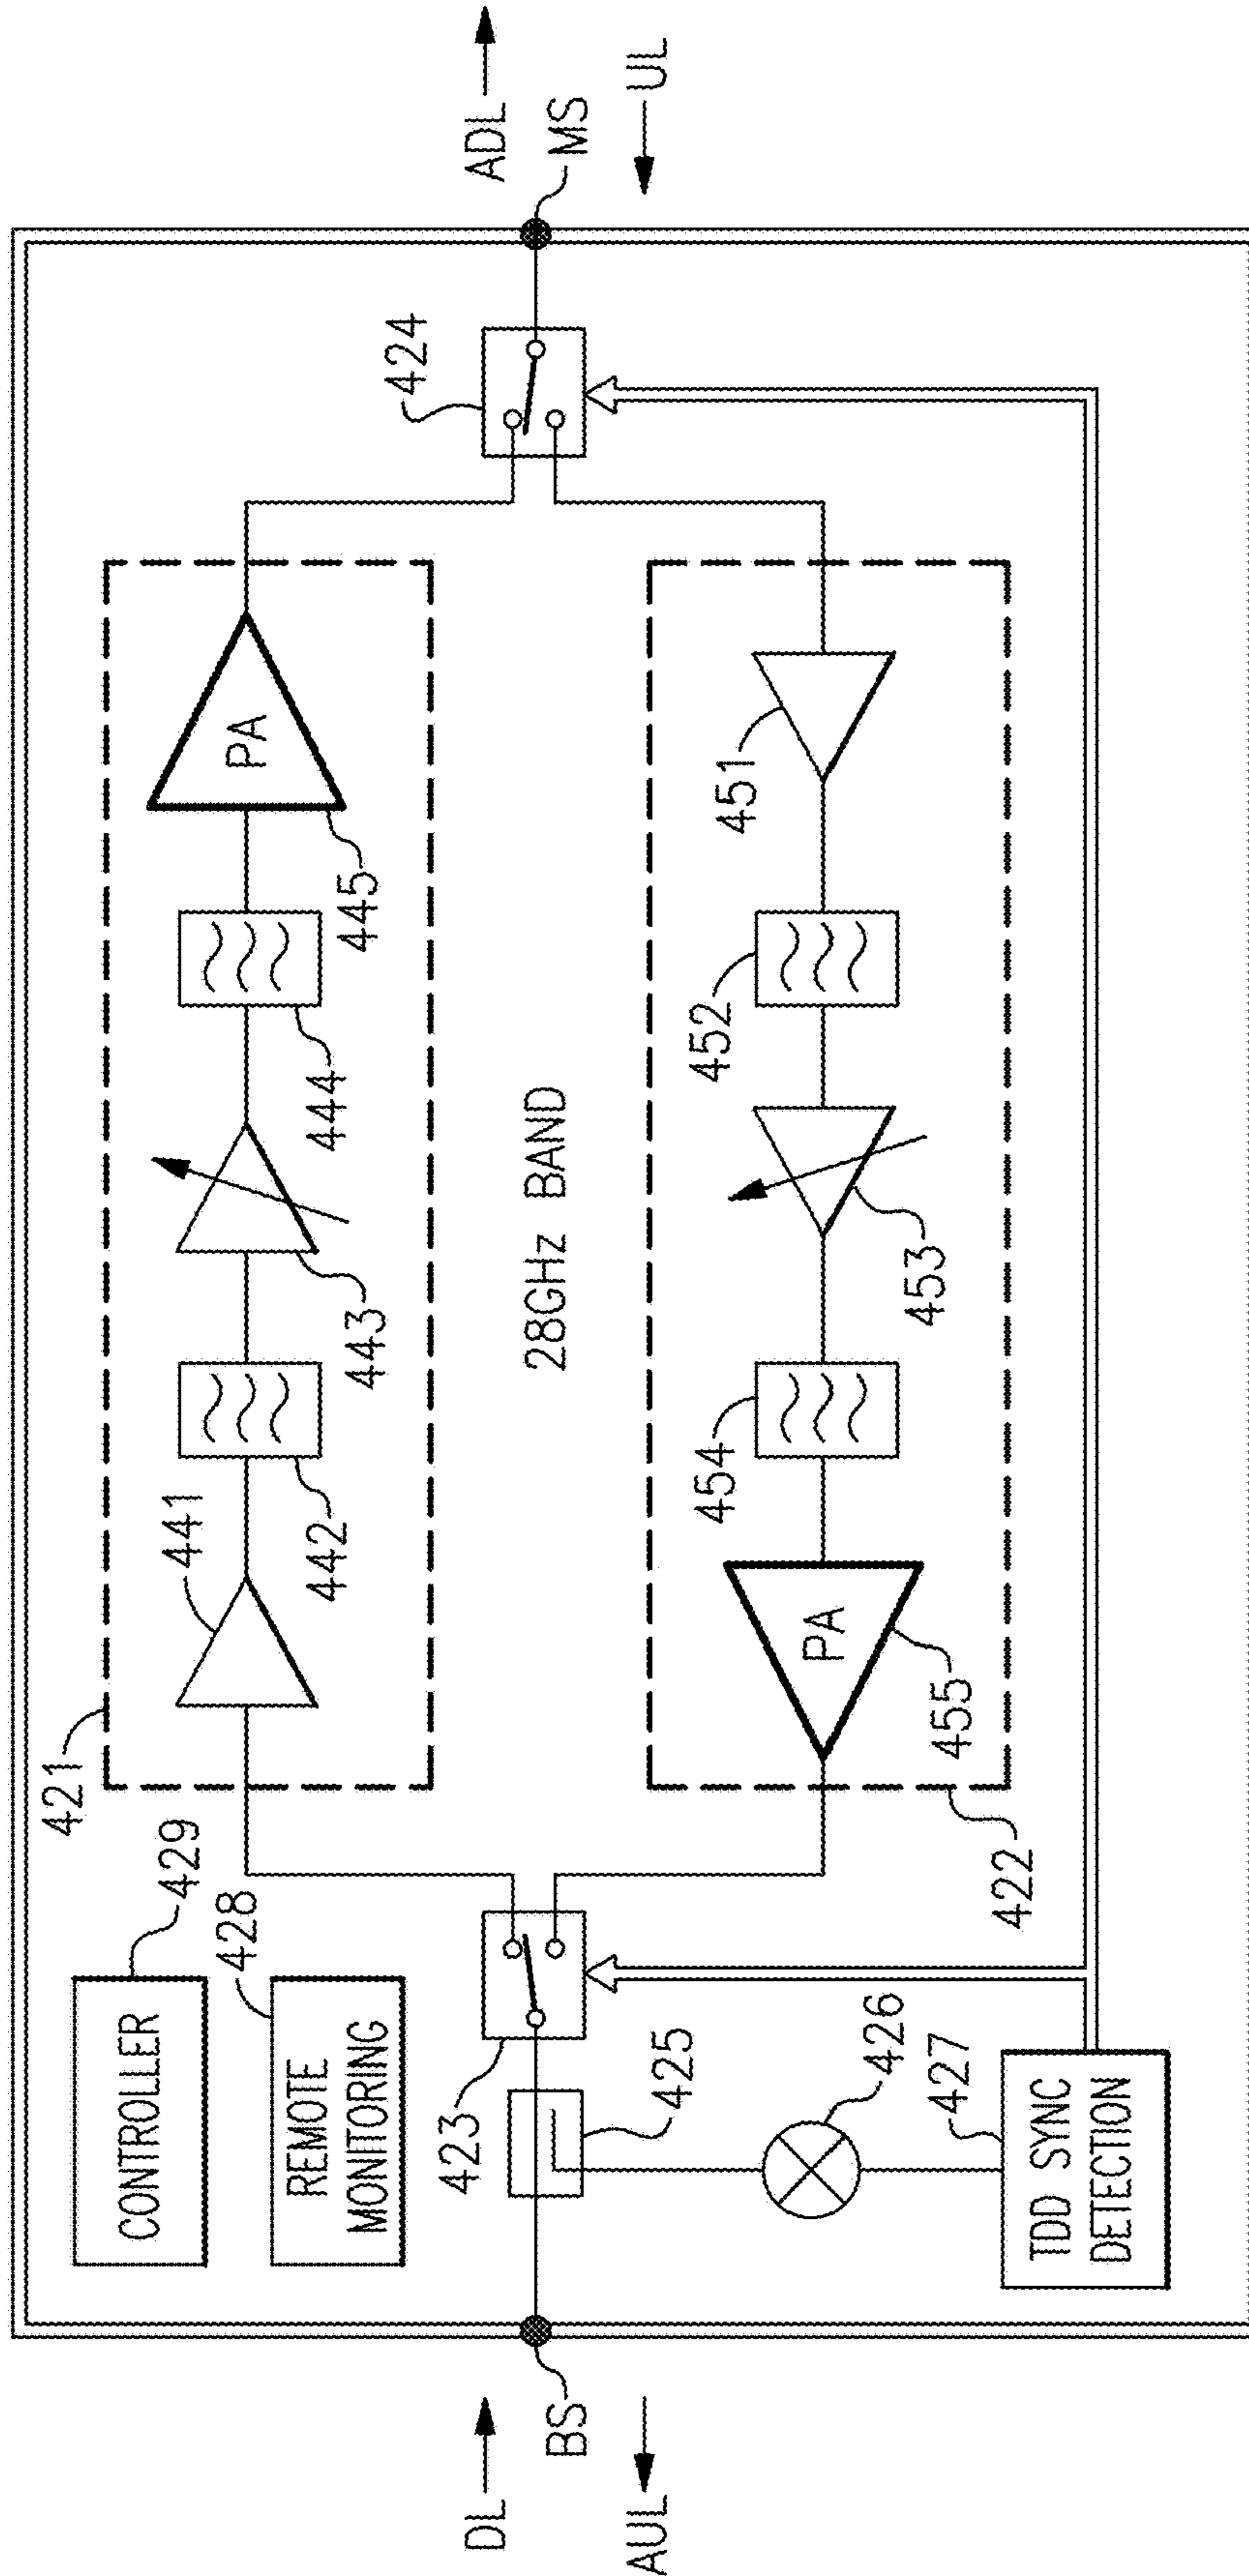 CONTROLLER
429
REMOTE
MONITORING
428
421
441
442
443
444
445
PA
DL
ADL
BS
MS
AUL
UL
423
424
425
28GHz BAND
426
427
TDD SYNC
DETECTION
422
PA
455
454
453
452
451